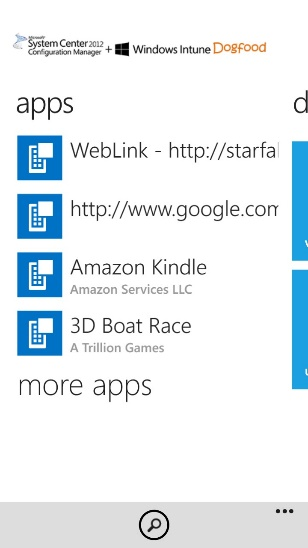 Microsoft
System Center 2012
Configuration Manager + Windows Intune Dogfood
apps
d
WebLink - http://starfal
http://www.google.com
Amazon Kindle
Amazon Services LLC
3D Boat Race
A Trillion Games
more apps